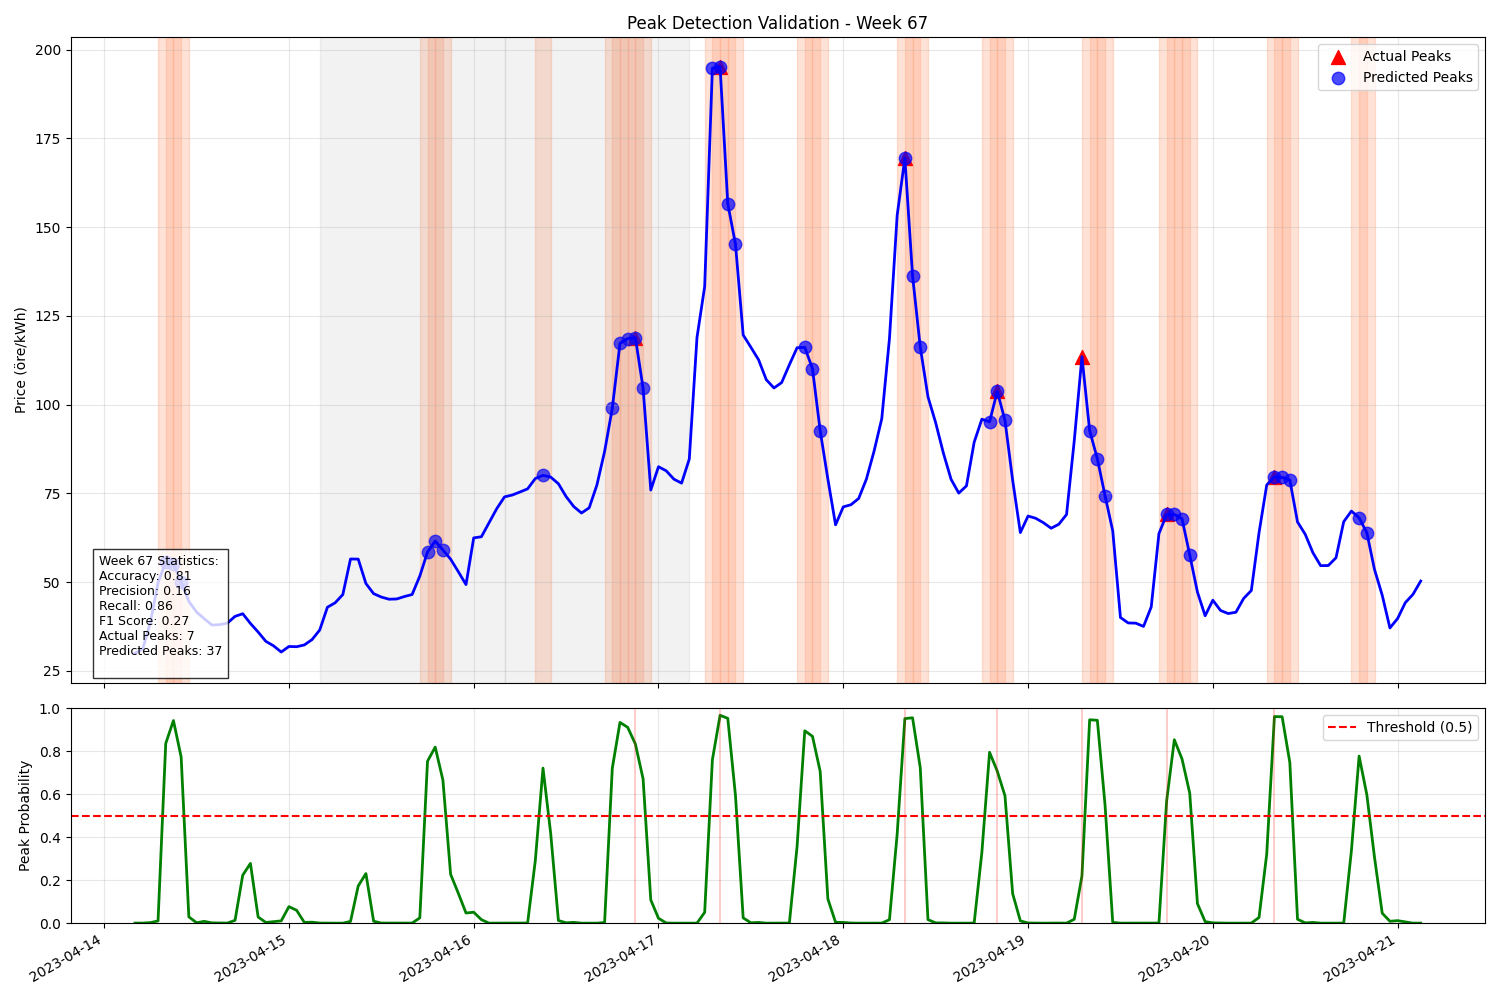 Peak Detection Validation - Week 67
200
175
150
125
100
75
50
25
Price (öre/kWh)
Actual Peaks
Predicted Peaks
Week 67 Statistics:
Accuracy: 0.81
Precision: 0.16
Recall: 0.86
F1 Score: 0.27
Actual Peaks: 7
Predicted Peaks: 37
1.0
0.8
0.6
0.4
0.2
0.0
Peak Probability
Threshold (0.5)
2023-04-14
2023-04-15
2023-04-16
2023-04-17
2023-04-18
2023-04-19
2023-04-20
2023-04-21